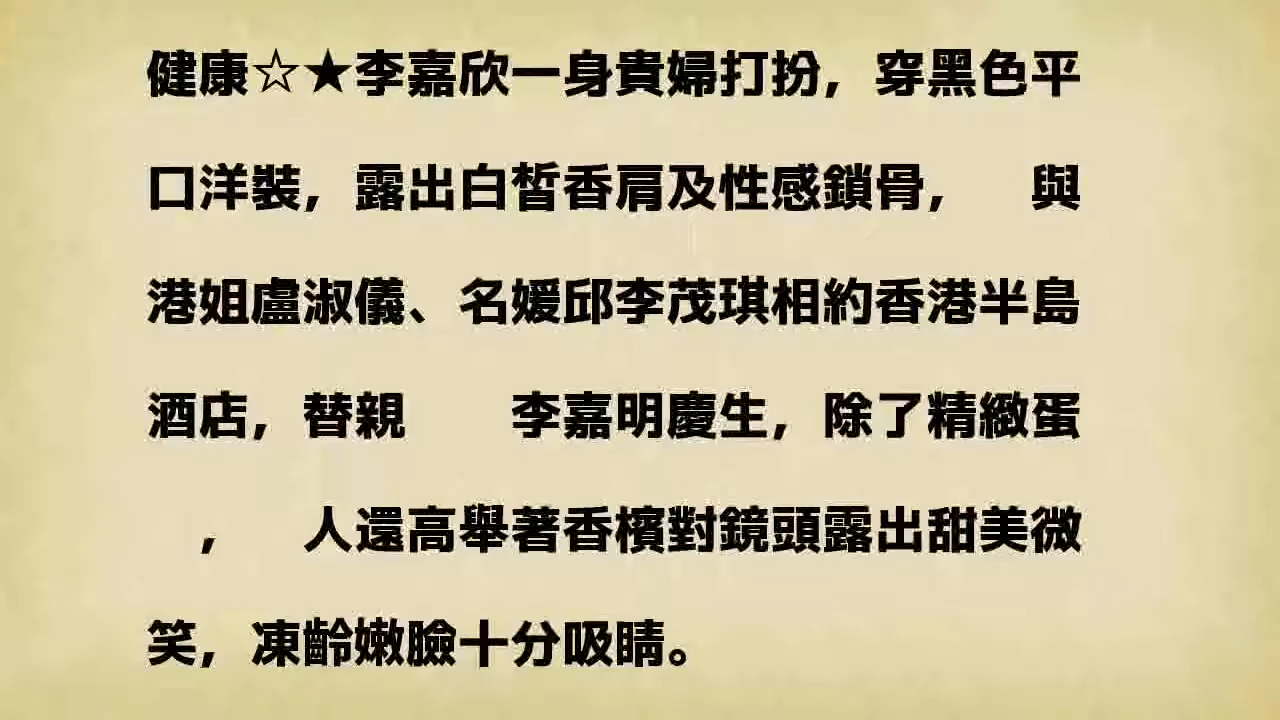 健康☆★李嘉欣一身貴婦打扮，穿黑色平
口洋裝，露出白皙香肩及性感鎖骨，　與
港姐盧淑儀、名媛邱李茂琪相約香港半島
酒店，替親　　李嘉明慶生，除了精緻蛋
　，　人還高舉著香檳對鏡頭露出甜美微
笑，凍齡嫩臉十分吸睛。